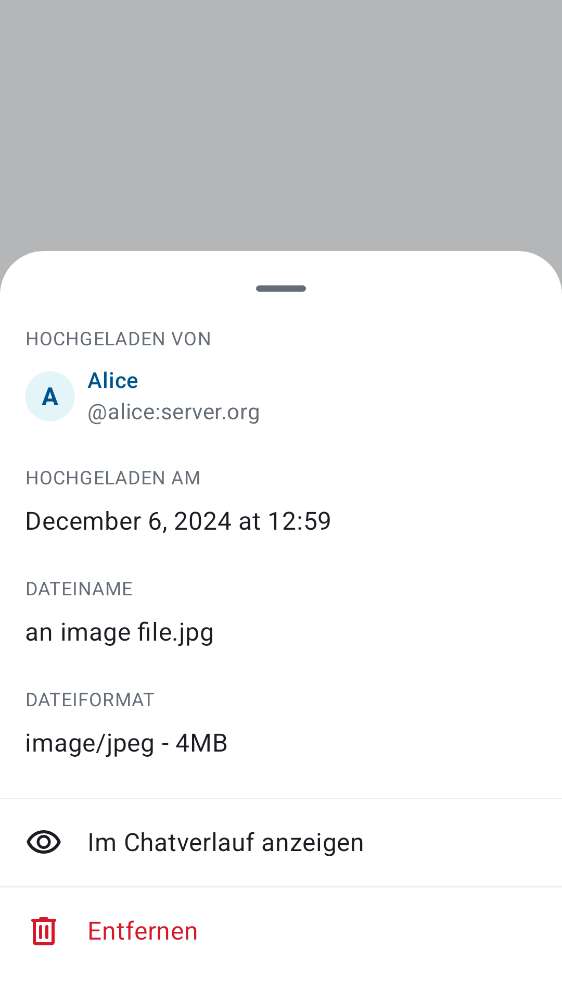 HOCHGELADEN VON
A
Alice
@alice:server.org
HOCHGELADEN AM
December 6, 2024 at 12:59
DATEINAME
an image file.jpg
DATEIFORMAT
image/jpeg - 4MB
Im Chatverlauf anzeigen
Entfernen